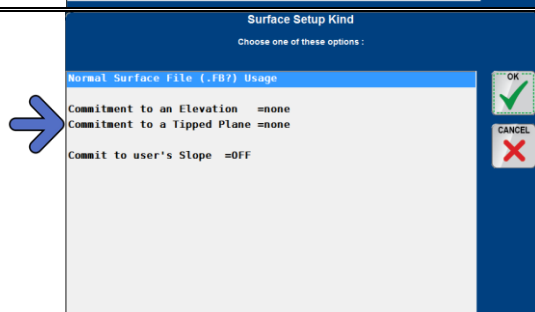 Surface Setup Kind
Choose one of these options :
Normal Surface File (.FB?) Usage
Commitment to an Elevation =none
Commitment to a Tipped Plane =none
Commit to user's Slope =OFF
OK
CANCEL